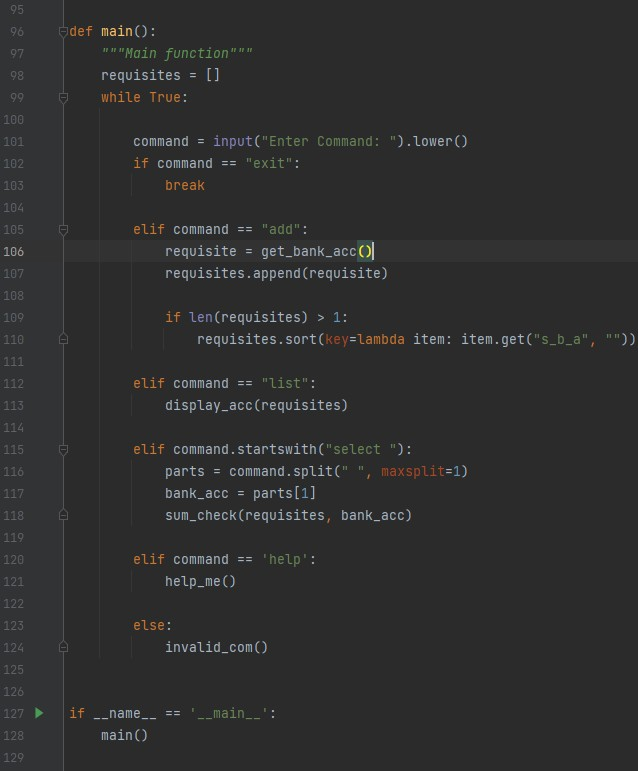 95
96 def main():
97 """Main function"""
98 requisites = []
99 while True:
100
101 command = input("Enter Command: ").lower()
102 if command == "exit":
103 break
104
105 elif command == "add":
106 requisite = get_bank_acc()
107 requisites.append(requisite)
108
109 if len(requisites) > 1:
110 requisites.sort(key=lambda item: item.get("s_b_a", ""))
111
112 elif command == "list":
113 display_acc(requisites)
114
115 elif command.startswith("select "):
116 parts = command.split(" ", maxsplit=1)
117 bank_acc = parts[1]
118 sum_check(requisites, bank_acc)
119
120 elif command == 'help':
121 help_me()
122
123 else:
124 invalid_com()
125
126
127 if __name__ == '__main__':
128 main()
129